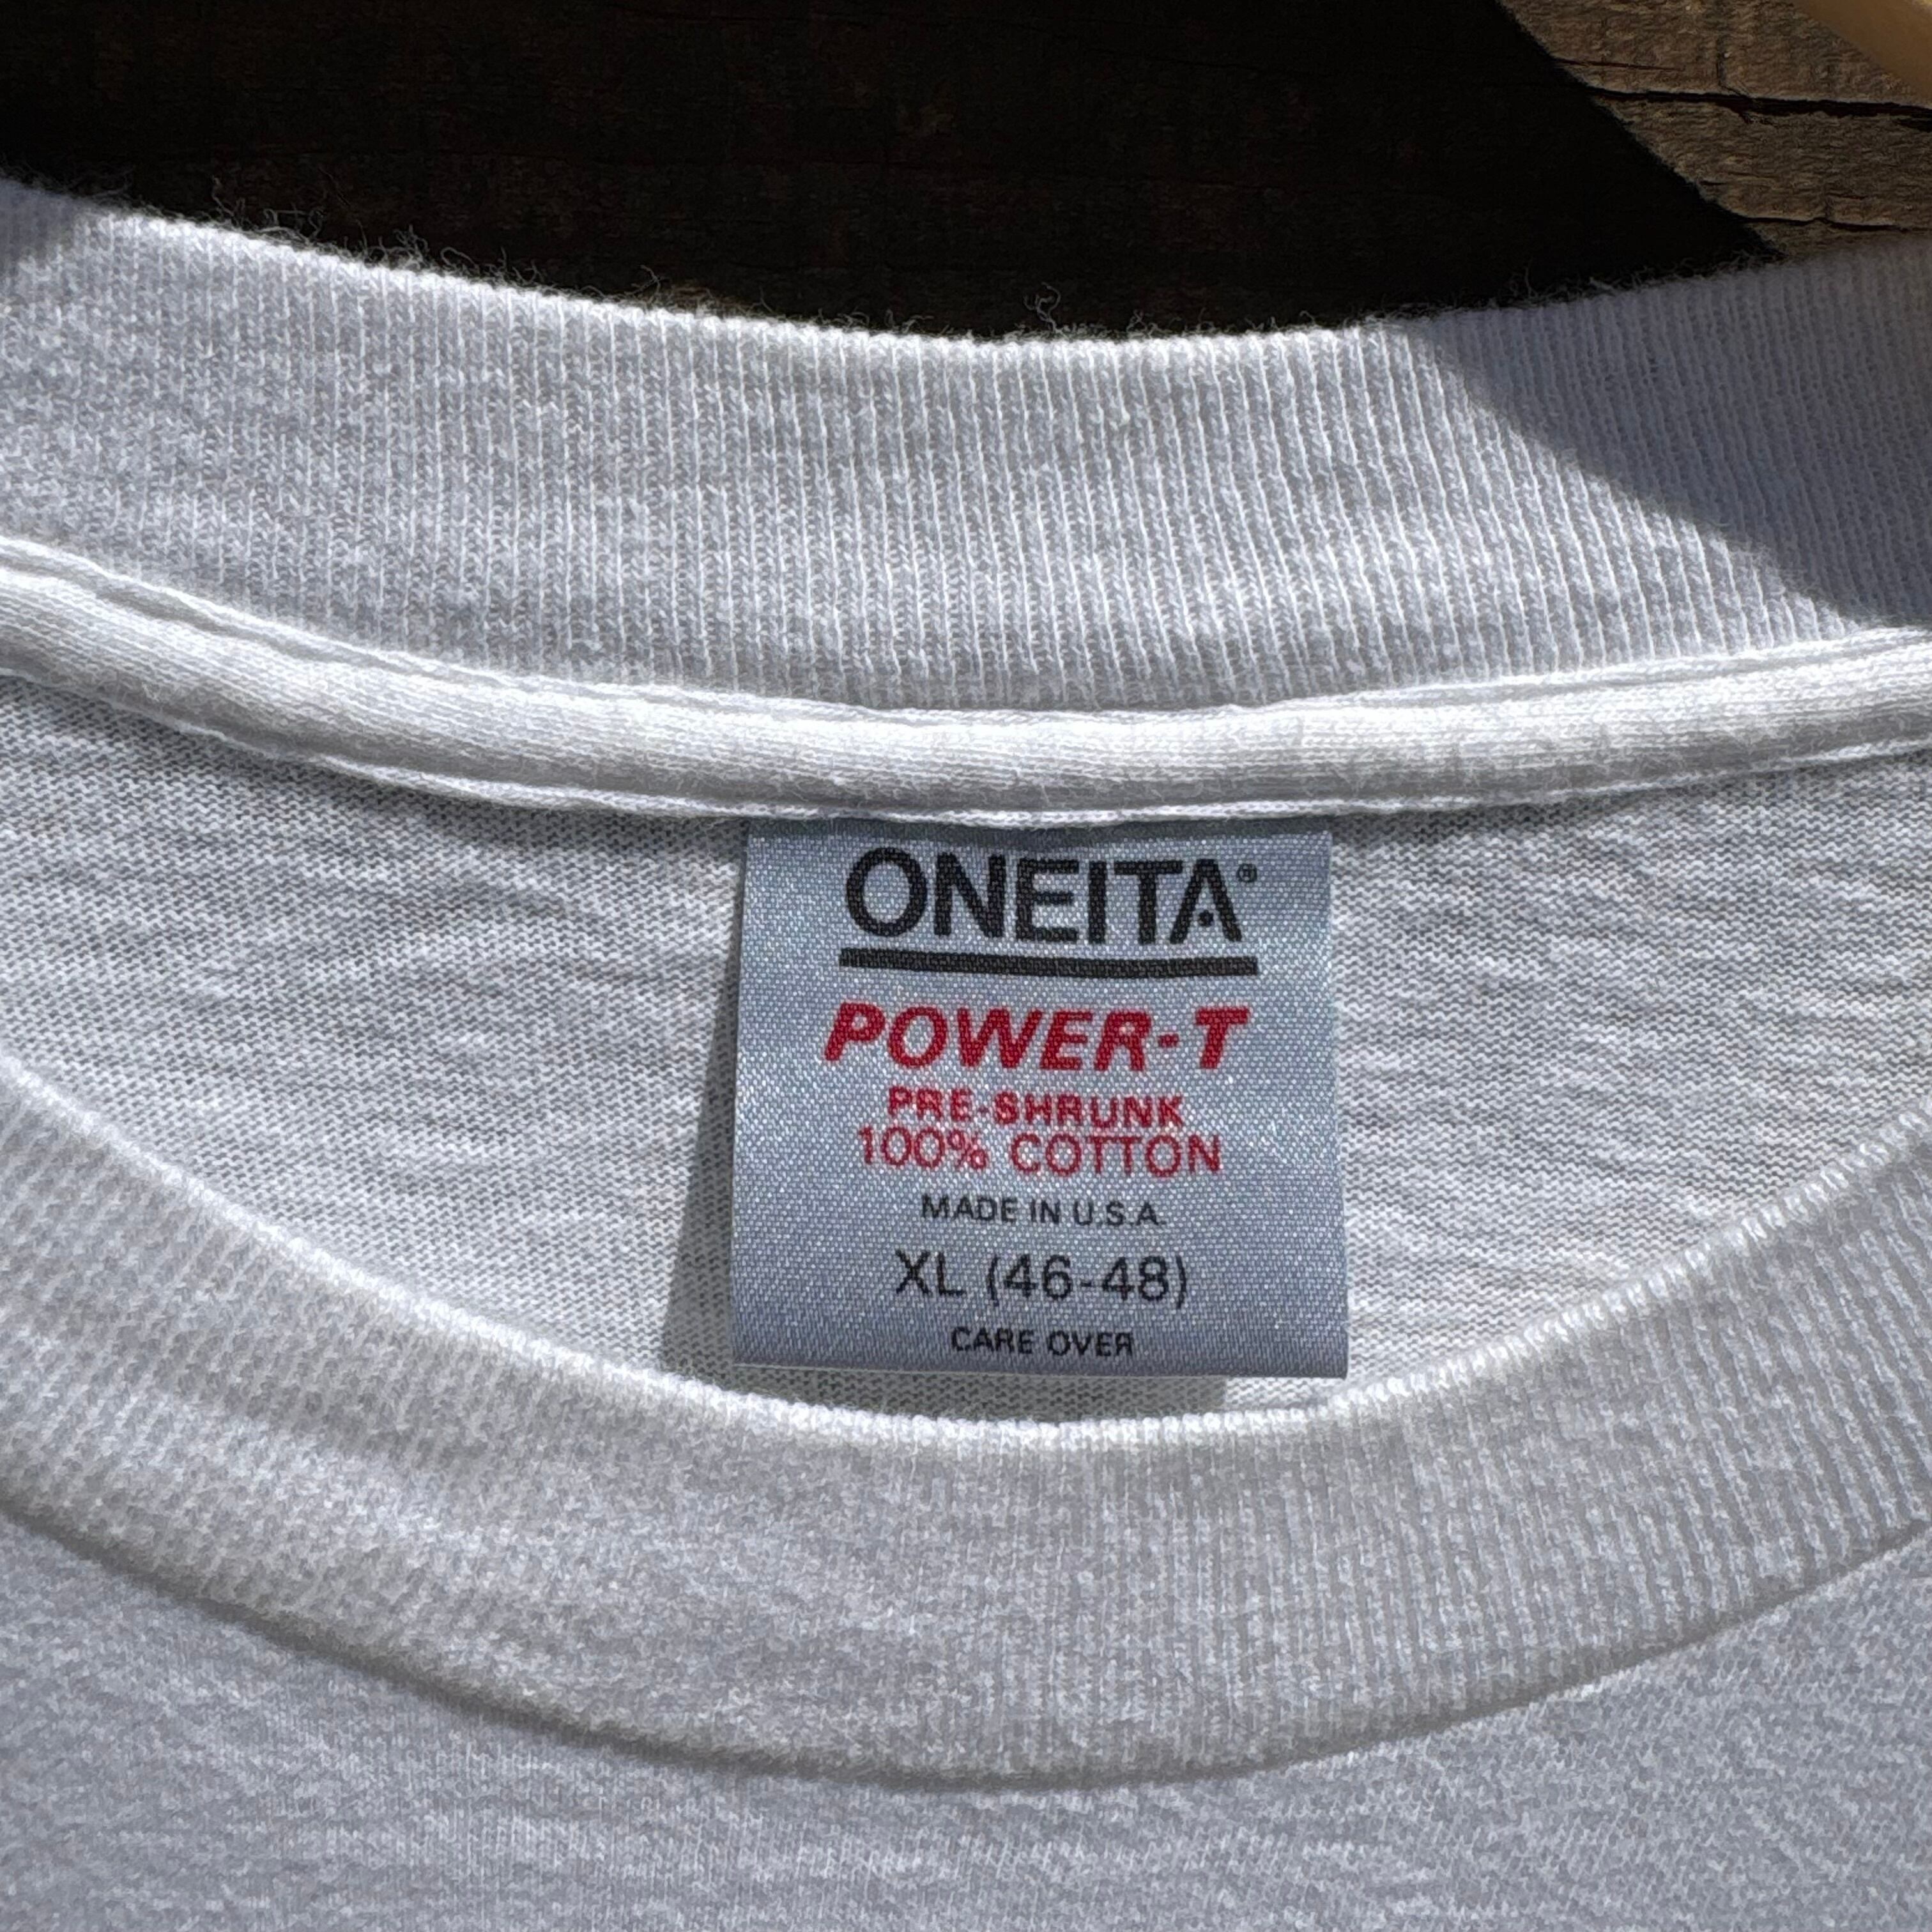 ONEITA®
POWER-T
PRE-SHRUNK
100% COTTON
MADE IN U.S.A.
XL (46-48)
CARE OVER